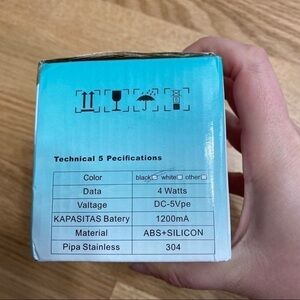 Technical 5 Pecifications
Color black□ white□ other□
Data 4 Watts
Valtage DC-5Vpe
KAPASITAS Batery 1200mA
Material ABS+SILICON
Pipa Stainless 304